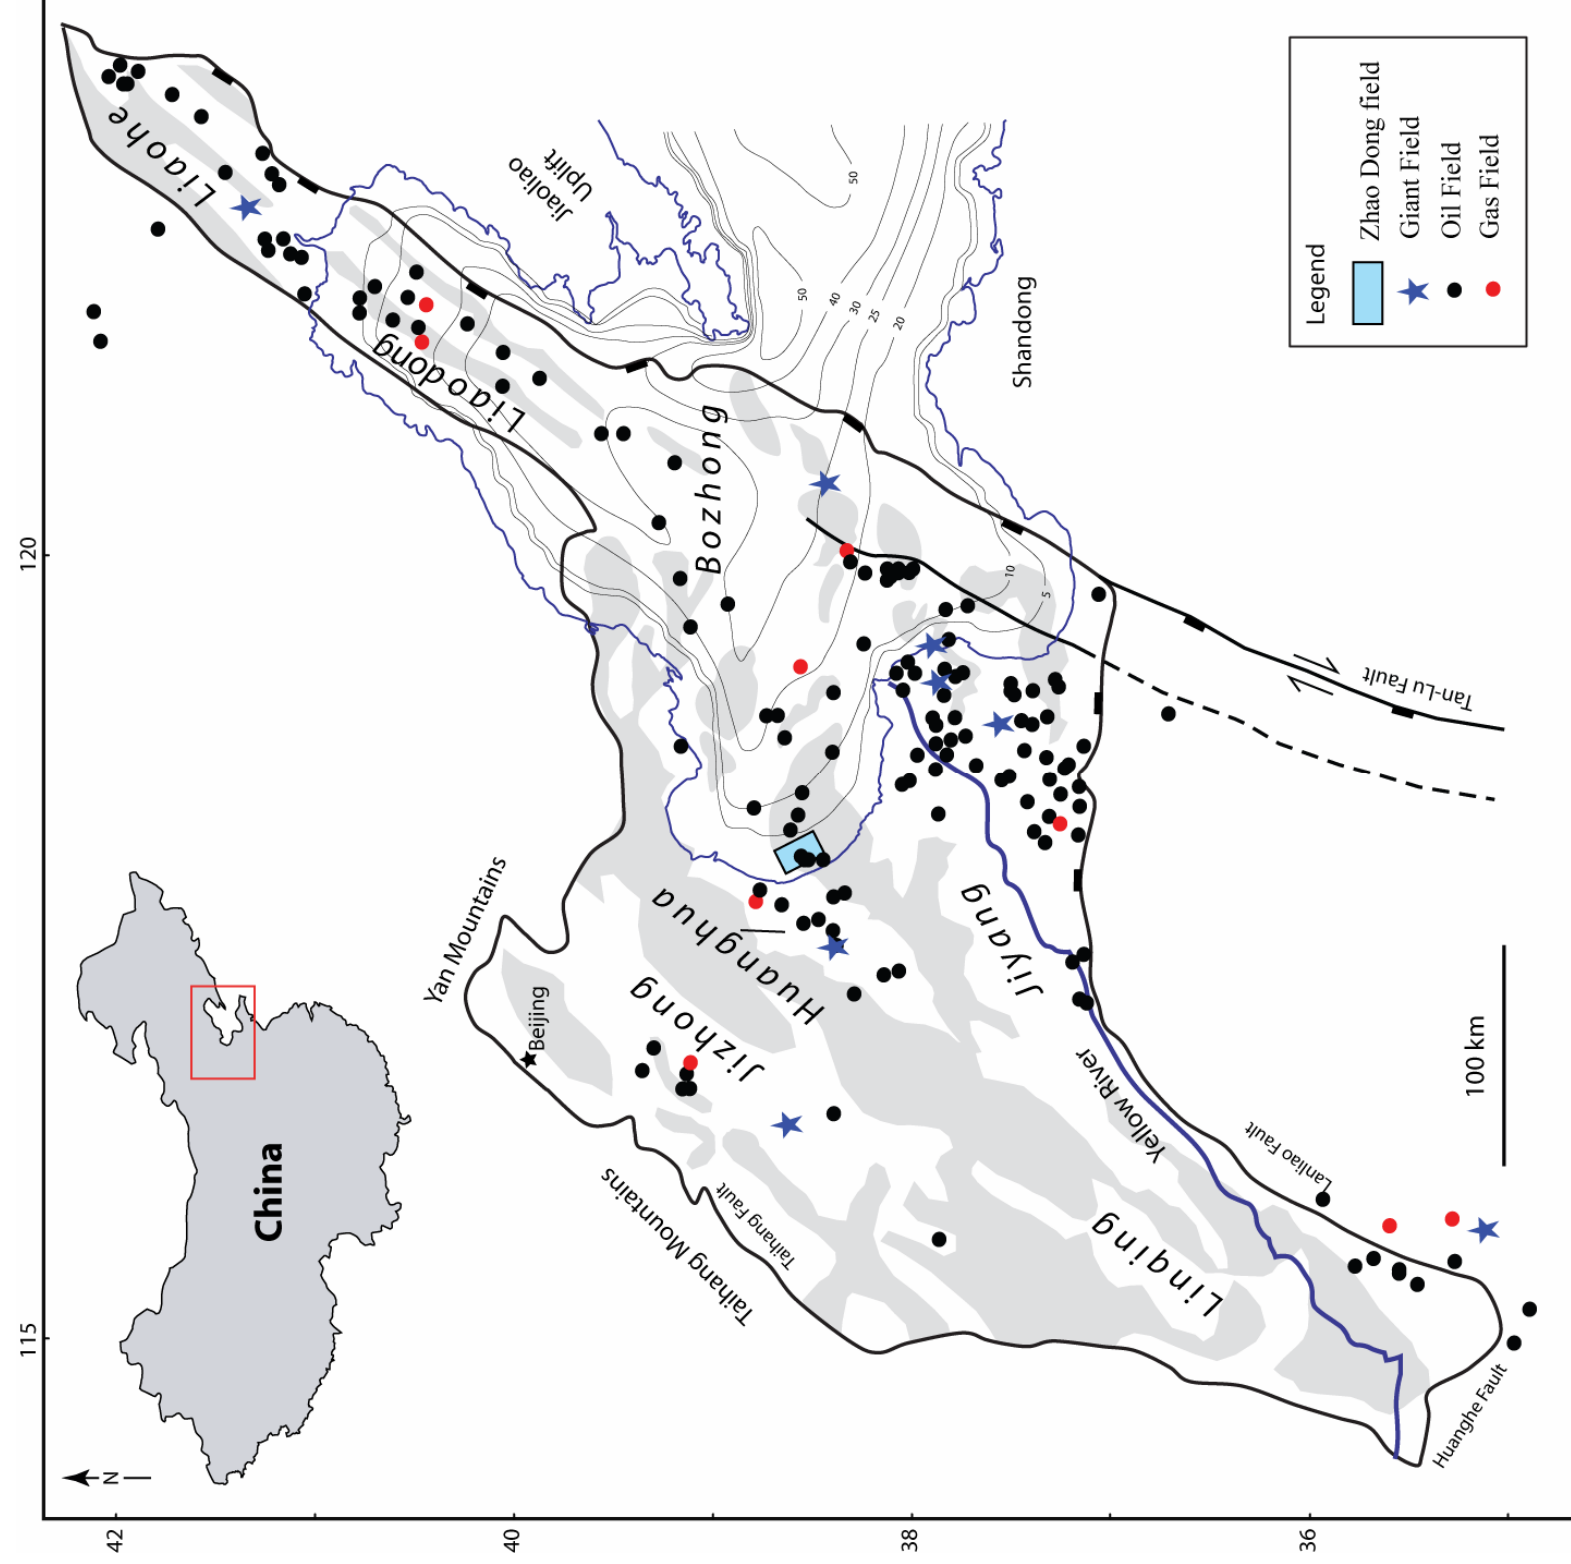 42
40
38
36
115
120
N
China
Liaohe
Liaodong
Bozhong
Jiaoliao
Uplift
Shandong
50
50
40
30
25
20
10
5
Yan Mountains
Beijing
Huanghua
Jizhong
Jiyang
Linqing
Taihang Mountains
Taihang Fault
Yellow River
Lanliao Fault
Huanghe Fault
Tan-Lu Fault
100 km
Legend
Zhao Dong field
Giant Field
Oil Field
Gas Field